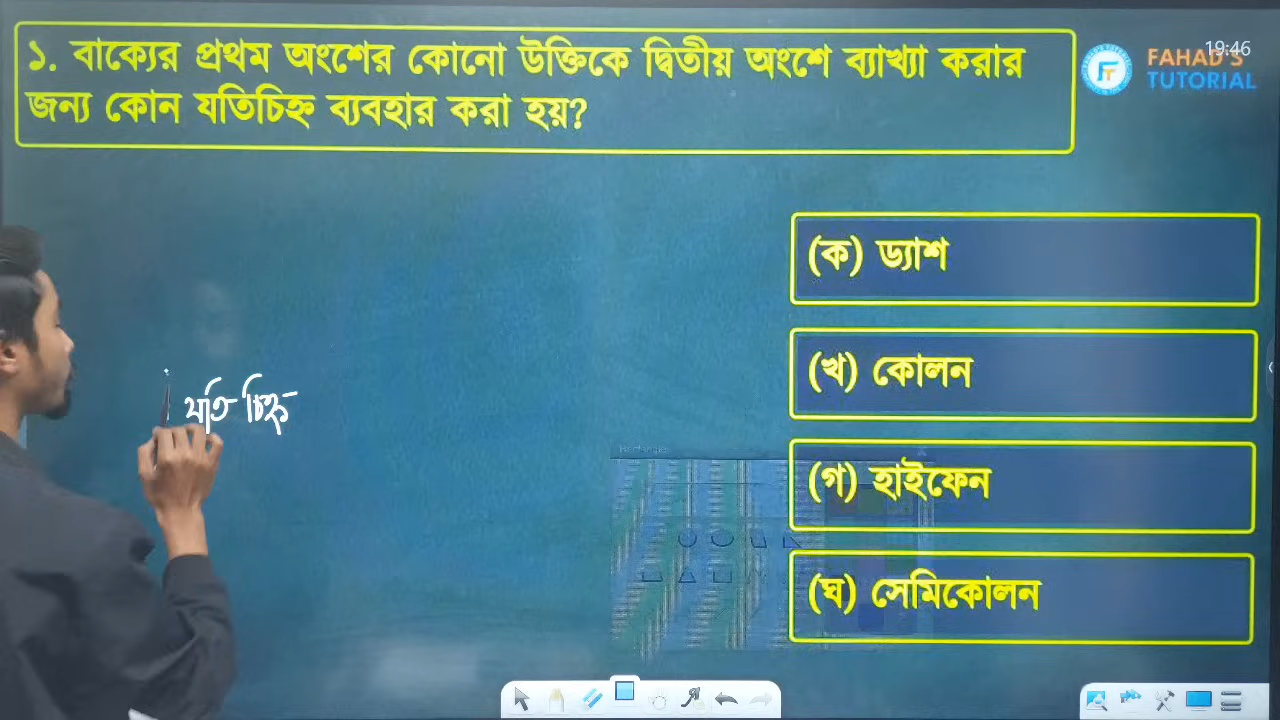 ১. বাক্যের প্রথম অংশের কোনো উক্তিকে দ্বিতীয় অংশে ব্যাখ্যা করার
জন্য কোন যতিচিহ্ন ব্যবহার করা হয়?
19:46
FAHAD'S
TUTORIAL
(ক) ড্যাশ
(খ) কোলন
যতি চিহ্ন
(গ) হাইফেন
(ঘ) সেমিকোলন